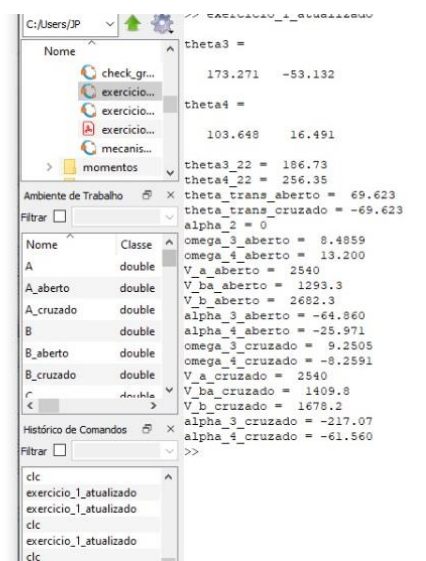 C:/Users/JP
Nome
check_gr...
exercicio...
exercicio...
exercicio...
mecanis...
momentos
Ambiente de Trabalho
Filtrar
Nome Classe
A double
A_aberto double
A_cruzado double
B double
B_aberto double
B_cruzado double
double
Histórico de Comandos
Filtrar
clc
exercicio_1_atualizado
exercicio_1_atualizado
clc
exercicio_1_atualizado
clc
>> exercicio_1_atualizado
theta3 =
173.271 -53.132
theta4 =
103.648 16.491
theta3_22 = 186.73
theta4_22 = 256.35
theta_trans_aberto = 69.623
theta_trans_cruzado = -69.623
alpha_2 = 0
omega_3_aberto = 8.4859
omega_4_aberto = 13.200
V_a_aberto = 2540
V_ba_aberto = 1293.3
V_b_aberto = 2682.3
alpha_3_aberto = -64.860
alpha_4_aberto = -25.971
omega_3_cruzado = 9.2505
omega_4_cruzado = -8.2591
V_a_cruzado = 2540
V_ba_cruzado = 1409.8
V_b_cruzado = 1678.2
alpha_3_cruzado = -217.07
alpha_4_cruzado = -61.560
>>